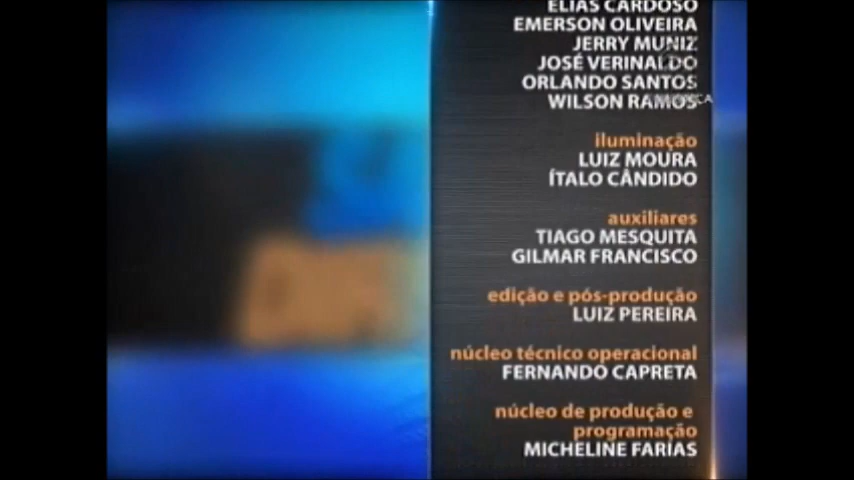 ELIAS CARDOSO
EMERSON OLIVEIRA
JERRY MUNIZ
JOSÉ VERINALDO
ORLANDO SANTOS
WILSON RAMOS
iluminação
LUIZ MOURA
ÍTALO CÂNDIDO
auxiliares
TIAGO MESQUITA
GILMAR FRANCISCO
edição e pós-produção
LUIZ PEREIRA
núcleo técnico operacional
FERNANDO CAPRETA
núcleo de produção e
programação
MICHELINE FARIAS